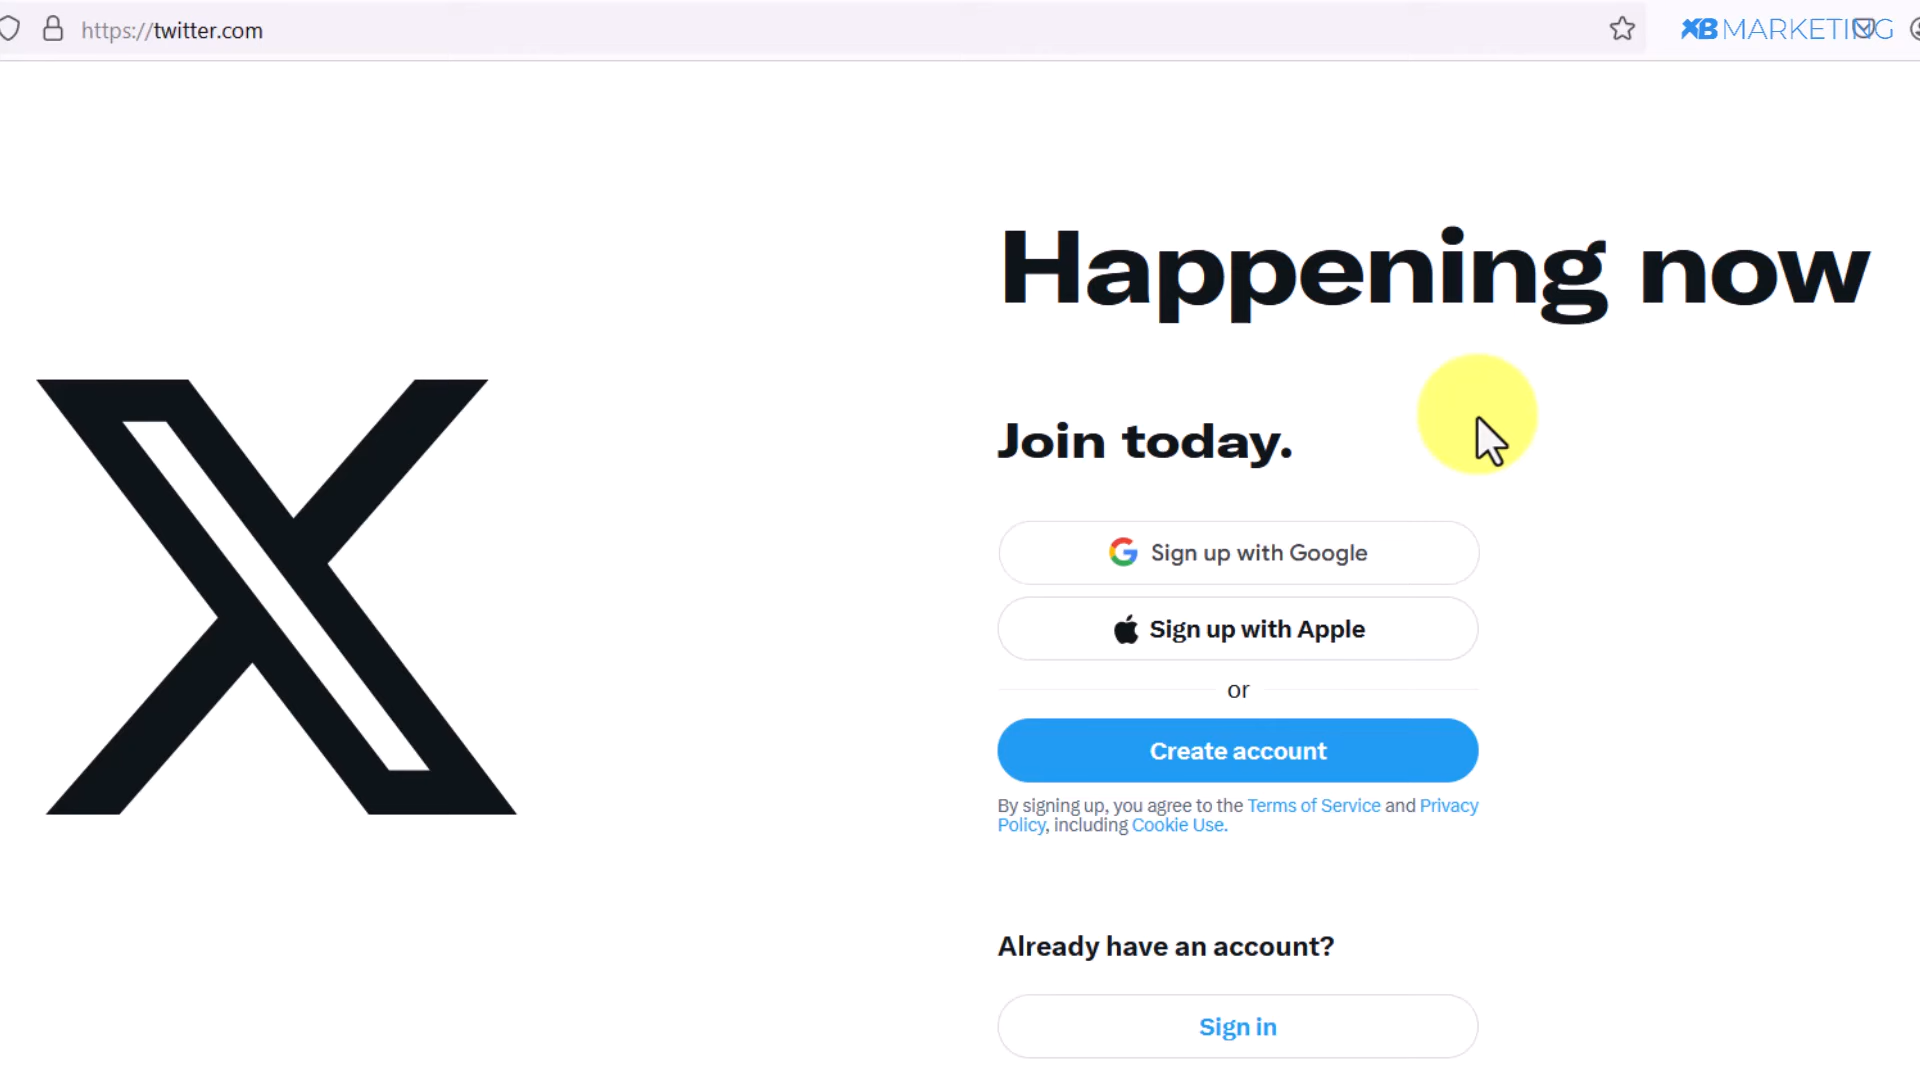 https://twitter.com
XB MARKETING
Happening now
Join today.
Sign up with Google
Sign up with Apple
or
Create account
By signing up, you agree to the Terms of Service and Privacy
Policy, including Cookie Use.
Already have an account?
Sign in